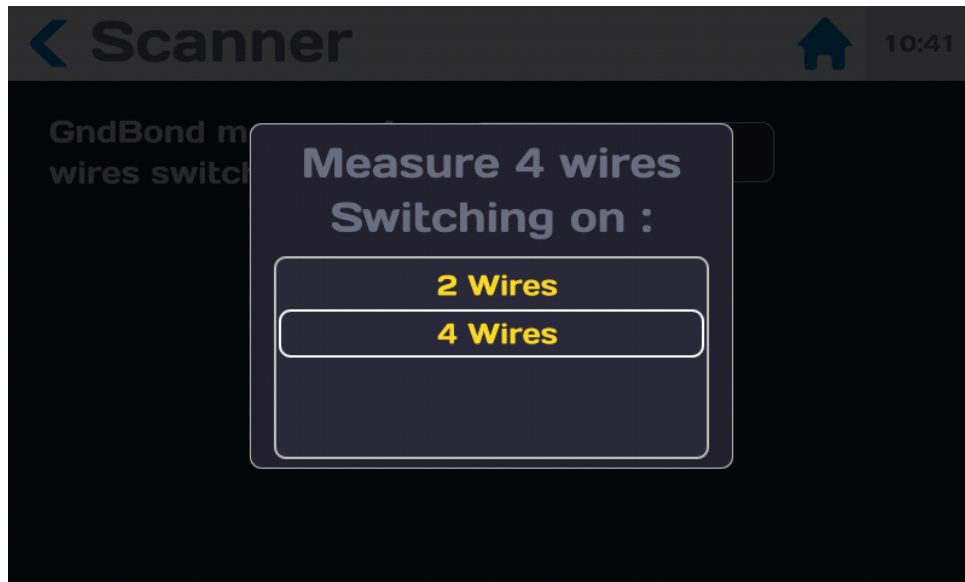 Scanner
10:41
GndBond m
wires switch
Measure 4 wires
Switching on :
2 Wires
4 Wires